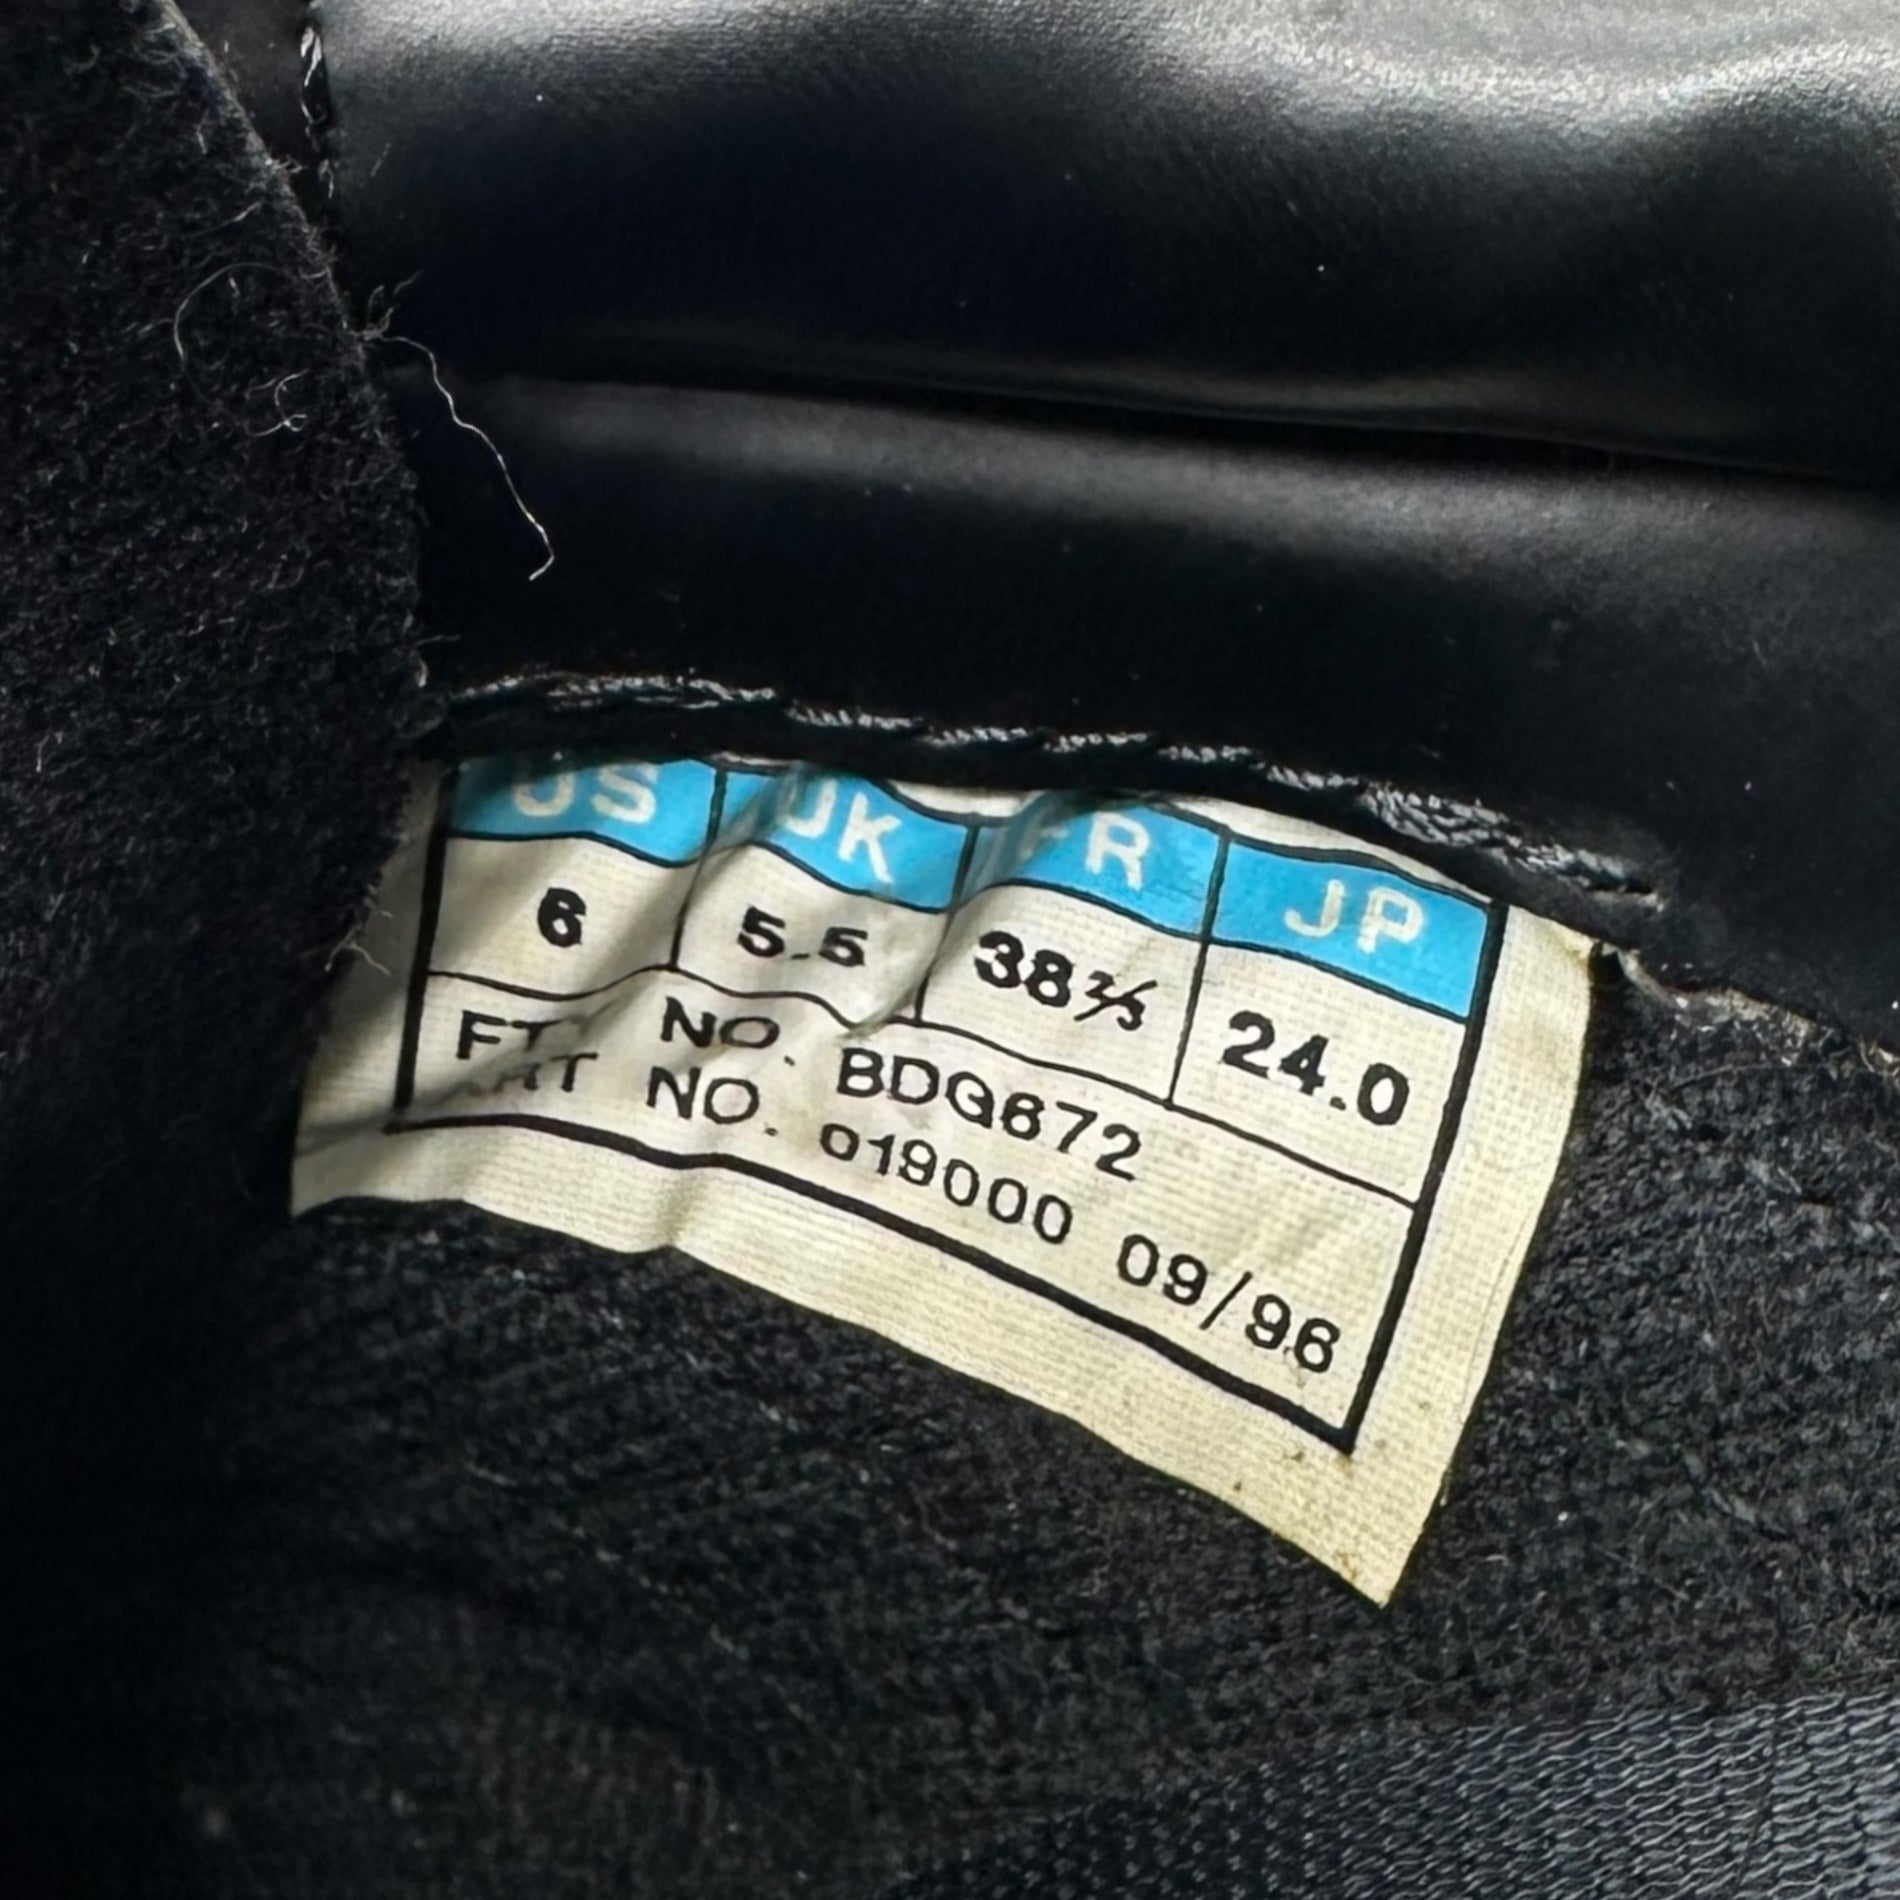 US UK FR JP
6 5.5 38⅔ 24.0
FTY NO. BDG672
ART NO. 019000 09/96